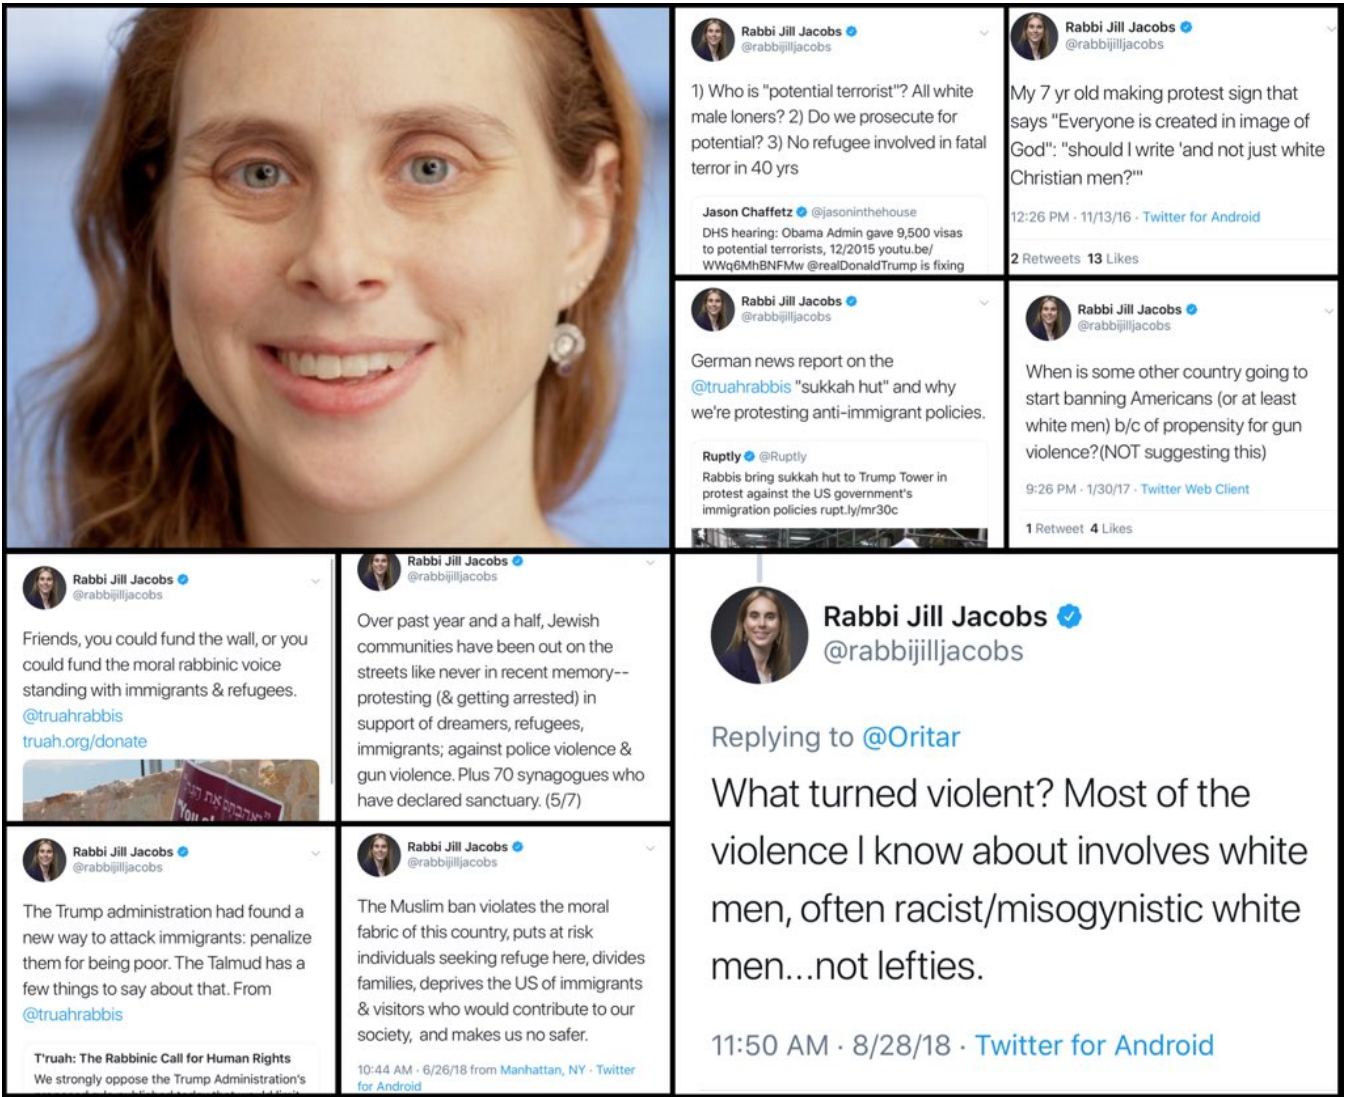 Rabbi Jill Jacobs
@rabbijilljacobs
1) Who is "potential terrorist"? All white
male loners? 2) Do we prosecute for
potential? 3) No refugee involved in fatal
terror in 40 yrs
Jason Chaffetz @jasoninthehouse
DHS hearing: Obama Admin gave 9,500 visas
to potential terrorists, 12/2015 youtu.be/
WWq6MhBNFMw @realDonaldTrump is fixing
Rabbi Jill Jacobs
@rabbijilljacobs
My 7 yr old making protest sign that
says "Everyone is created in image of
God": "should I write 'and not just white
Christian men?'"
12:26 PM · 11/13/16 · Twitter for Android
2 Retweets 13 Likes
Rabbi Jill Jacobs
@rabbijilljacobs
German news report on the
@truahrabbis "sukkah hut" and why
we're protesting anti-immigrant policies.
Ruptly @Ruptly
Rabbis bring sukkah hut to Trump Tower in
protest against the US government's
immigration policies rupt.ly/mr30c
Rabbi Jill Jacobs
@rabbijilljacobs
When is some other country going to
start banning Americans (or at least
white men) b/c of propensity for gun
violence?(NOT suggesting this)
9:26 PM · 1/30/17 · Twitter Web Client
1 Retweet 4 Likes
Rabbi Jill Jacobs
@rabbijilljacobs
Friends, you could fund the wall, or you
could fund the moral rabbinic voice
standing with immigrants & refugees.
@truahrabbis
truah.org/donate
Rabbi Jill Jacobs
@rabbijilljacobs
Over past year and a half, Jewish
communities have been out on the
streets like never in recent memory--
protesting (& getting arrested) in
support of dreamers, refugees,
immigrants; against police violence &
gun violence. Plus 70 synagogues who
have declared sanctuary. (5/7)
Rabbi Jill Jacobs
@rabbijilljacobs
The Trump administration had found a
new way to attack immigrants: penalize
them for being poor. The Talmud has a
few things to say about that. From
@truahrabbis
T'ruah: The Rabbinic Call for Human Rights
We strongly oppose the Trump Administration's
Rabbi Jill Jacobs
@rabbijilljacobs
The Muslim ban violates the moral
fabric of this country, puts at risk
individuals seeking refuge here, divides
families, deprives the US of immigrants
& visitors who would contribute to our
society, and makes us no safer.
10:44 AM · 6/26/18 from Manhattan, NY · Twitter
for Android
Rabbi Jill Jacobs
@rabbijilljacobs
Replying to @Oritar
What turned violent? Most of the
violence I know about involves white
men, often racist/misogynistic white
men...not lefties.
11:50 AM · 8/28/18 · Twitter for Android